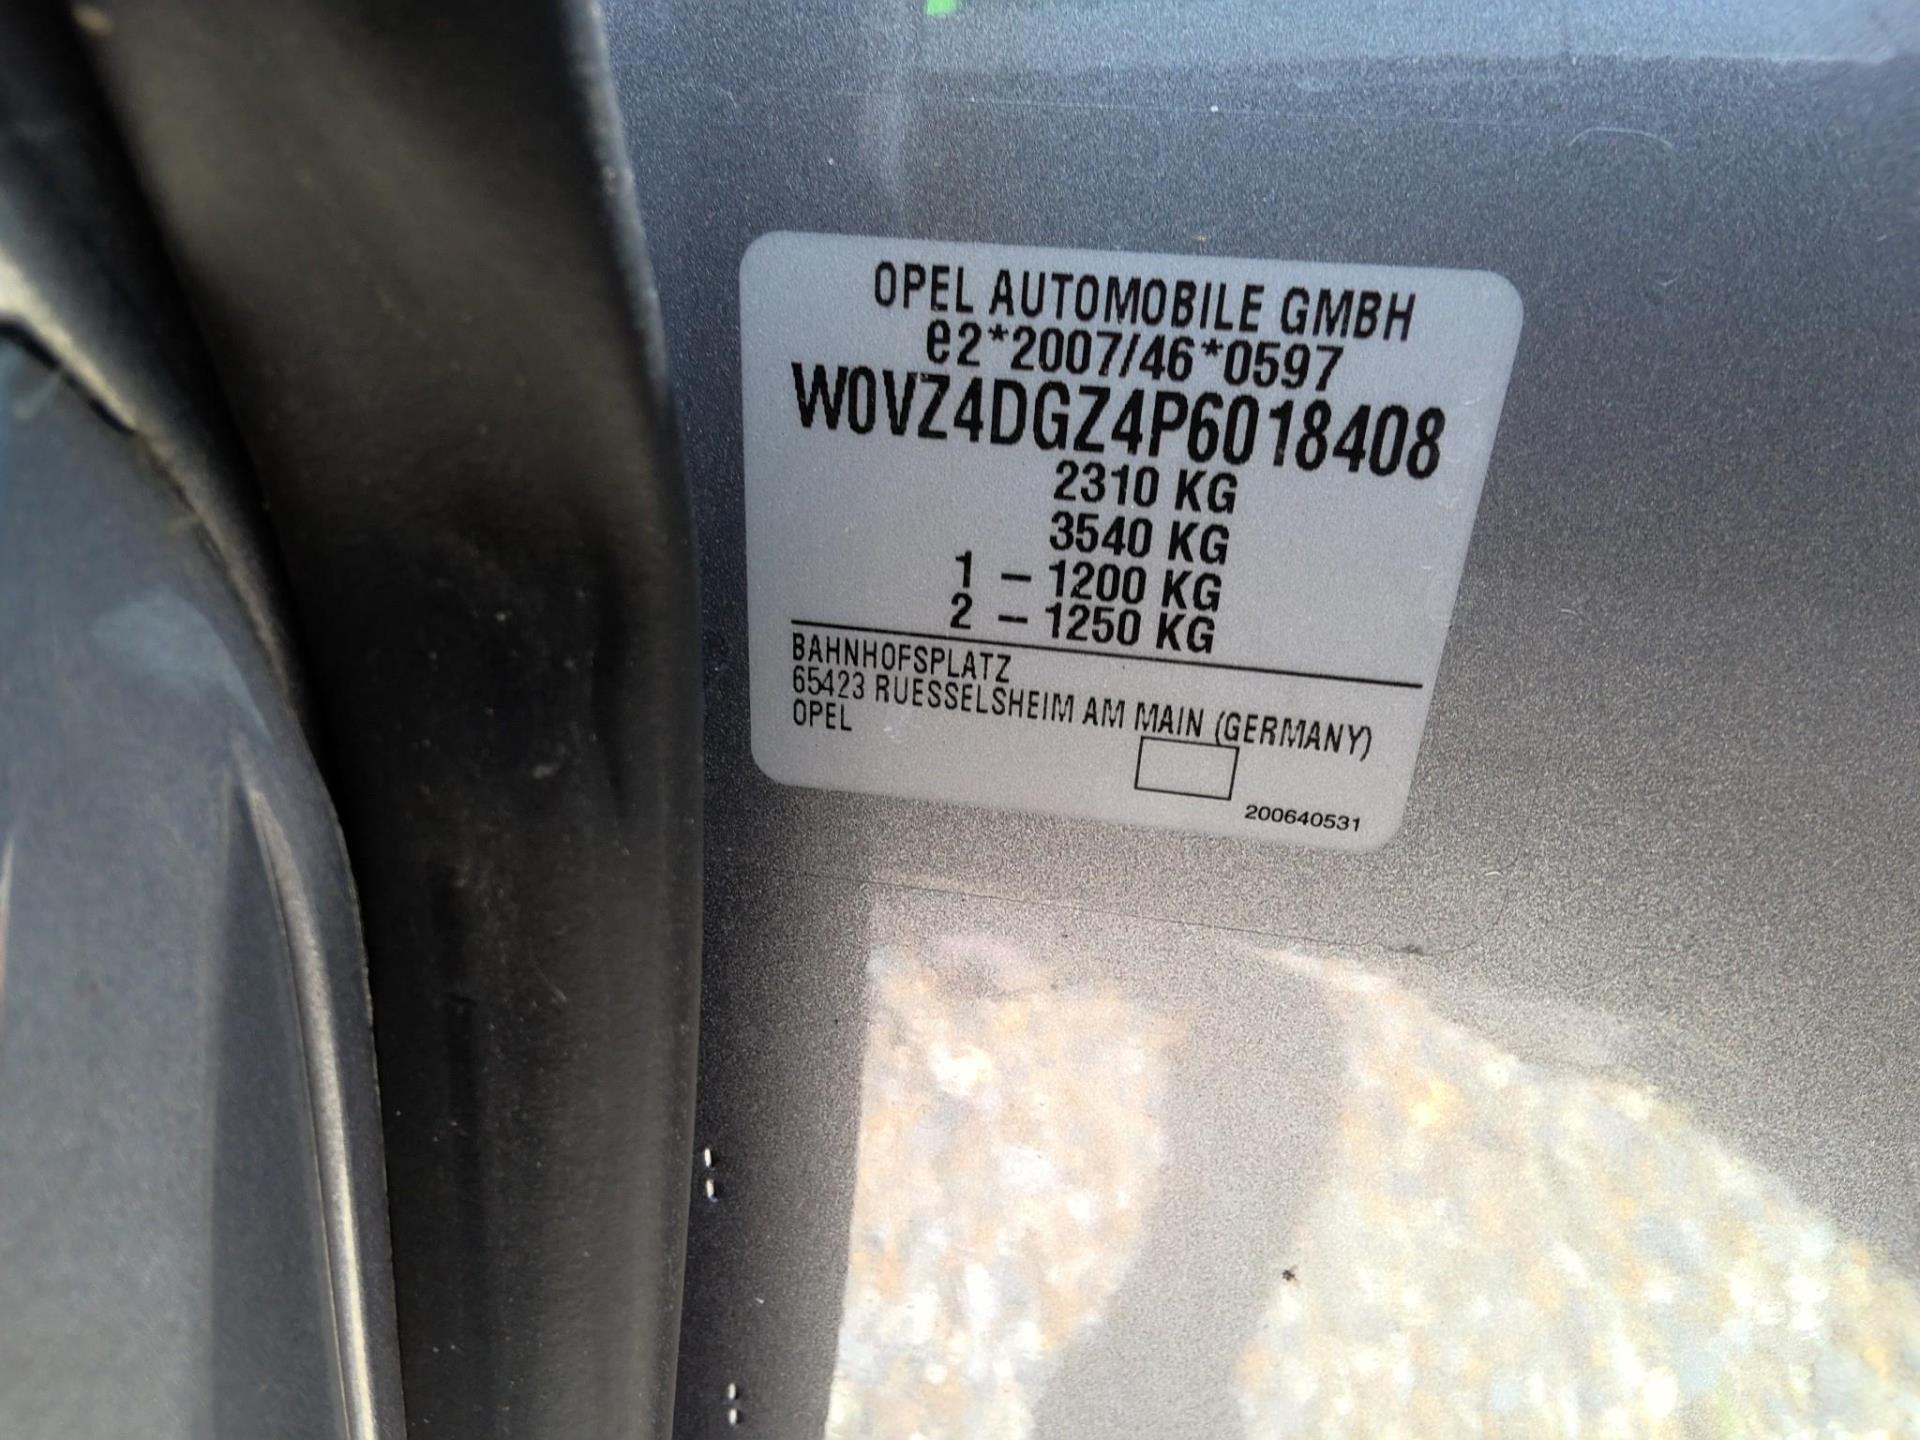 OPEL AUTOMOBILE GMBH
e2*2007/46*0597
W0VZ4DGZ4P6018408
2310 KG
3540 KG
1 – 1200 KG
2 – 1250 KG
BAHNHOFSPLATZ
65423 RUESSELSHEIM AM MAIN (GERMANY)
OPEL
200640531